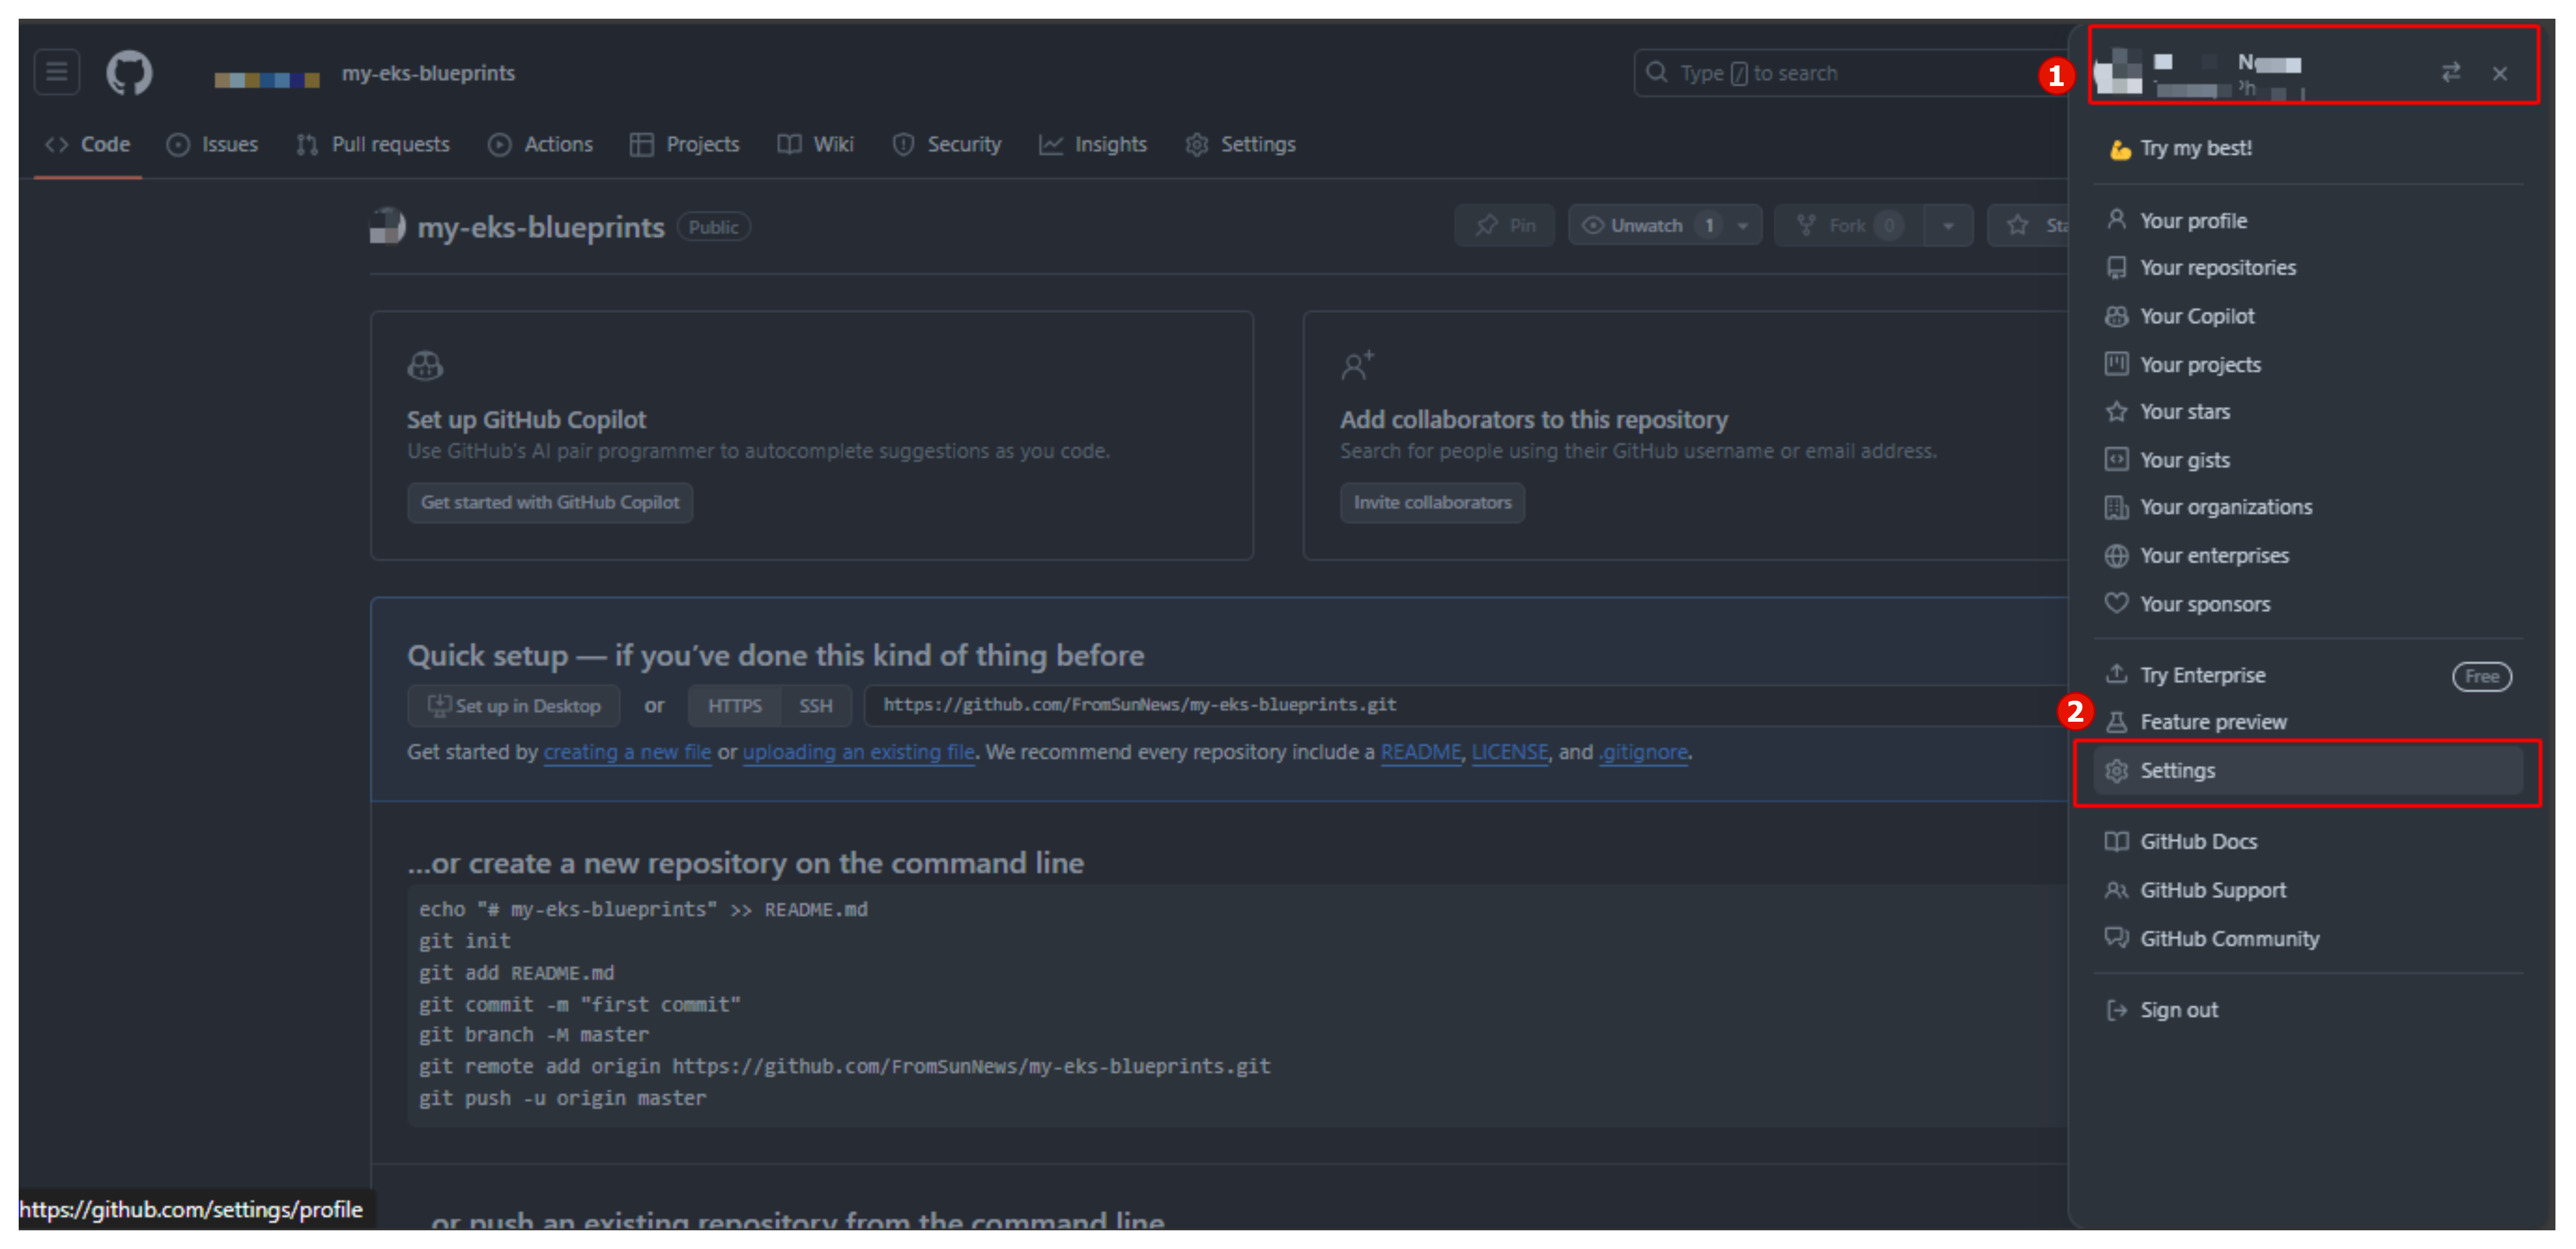 my-eks-blueprints
Type / to search
1
Code Issues Pull requests Actions Projects Wiki Security Insights Settings
my-eks-blueprints Public
Pin Unwatch 1 Fork 0
Set up GitHub Copilot
Use GitHub's AI pair programmer to autocomplete suggestions as you code.
Get started with GitHub Copilot
Add collaborators to this repository
Search for people using their GitHub username or email address.
Invite collaborators
Quick setup — if you've done this kind of thing before
Set up in Desktop or HTTPS SSH https://github.com/FromSunNews/my-eks-blueprints.git
Get started by creating a new file or uploading an existing file. We recommend every repository include a README, LICENSE, and .gitignore.
...or create a new repository on the command line
echo "# my-eks-blueprints" >> README.md
git init
git add README.md
git commit -m "first commit"
git branch -M master
git remote add origin https://github.com/FromSunNews/my-eks-blueprints.git
git push -u origin master
or push an existing repository from the command line
https://github.com/settings/profile
Try my best!
Your profile
Your repositories
Your Copilot
Your projects
Your stars
Your gists
Your organizations
Your enterprises
Your sponsors
Try Enterprise Free
2
Feature preview
Settings
GitHub Docs
GitHub Support
GitHub Community
Sign out